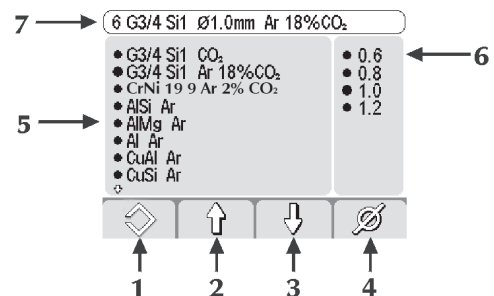 7
6 G3/4 Si1 Ø1.0mm Ar 18%CO₂
G3/4 Si1 CO₂
G3/4 Si1 Ar 18%CO₂
CrNi 19 9 Ar 2% CO₂
AlSi Ar
AlMg Ar
Al Ar
CuAl Ar
CuSi Ar
0.6
0.8
1.0
1.2
6
5
Ø
1
2
3
4